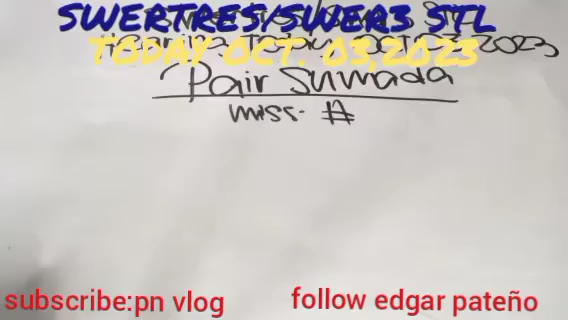 SWERTRES/SWER3 STL
TODAY OCT. 03,2023
Pair Sumada
miss. #
subscribe:pn vlog
follow edgar pateño